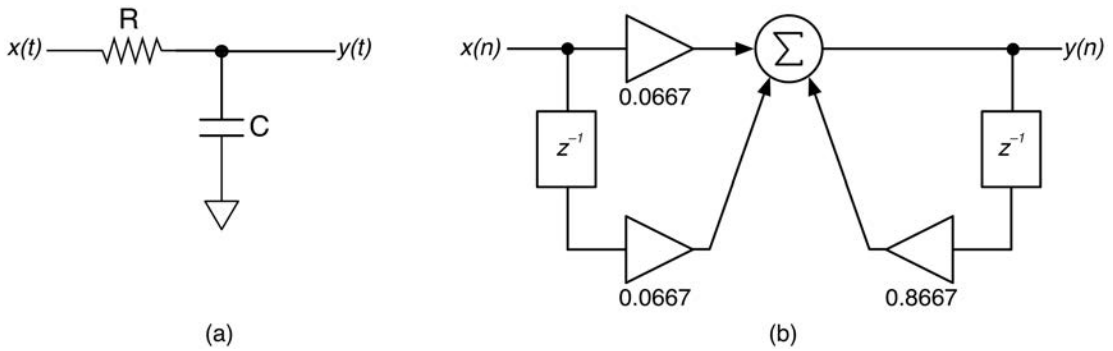 R
x(t)
y(t)
C
(a)
x(n)
0.0667
Σ
y(n)
z⁻¹
z⁻¹
0.0667
0.8667
(b)